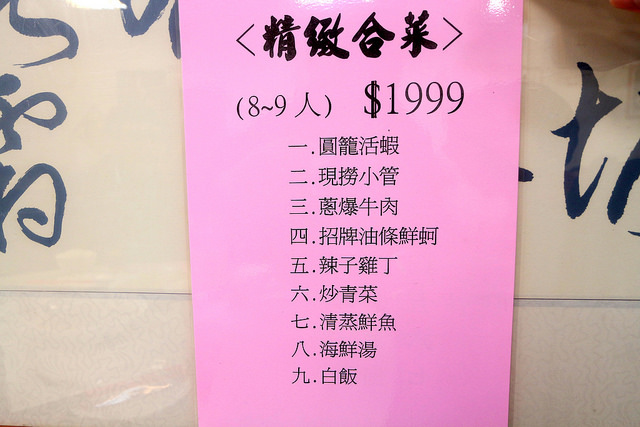 <精緻合菜>
(8~9 人) $1999
一.圓籠活蝦
二.現撈小管
三.蔥爆牛肉
四.招牌油條鮮蚵
五.辣子雞丁
六.炒青菜
七.清蒸鮮魚
八.海鮮湯
九.白飯